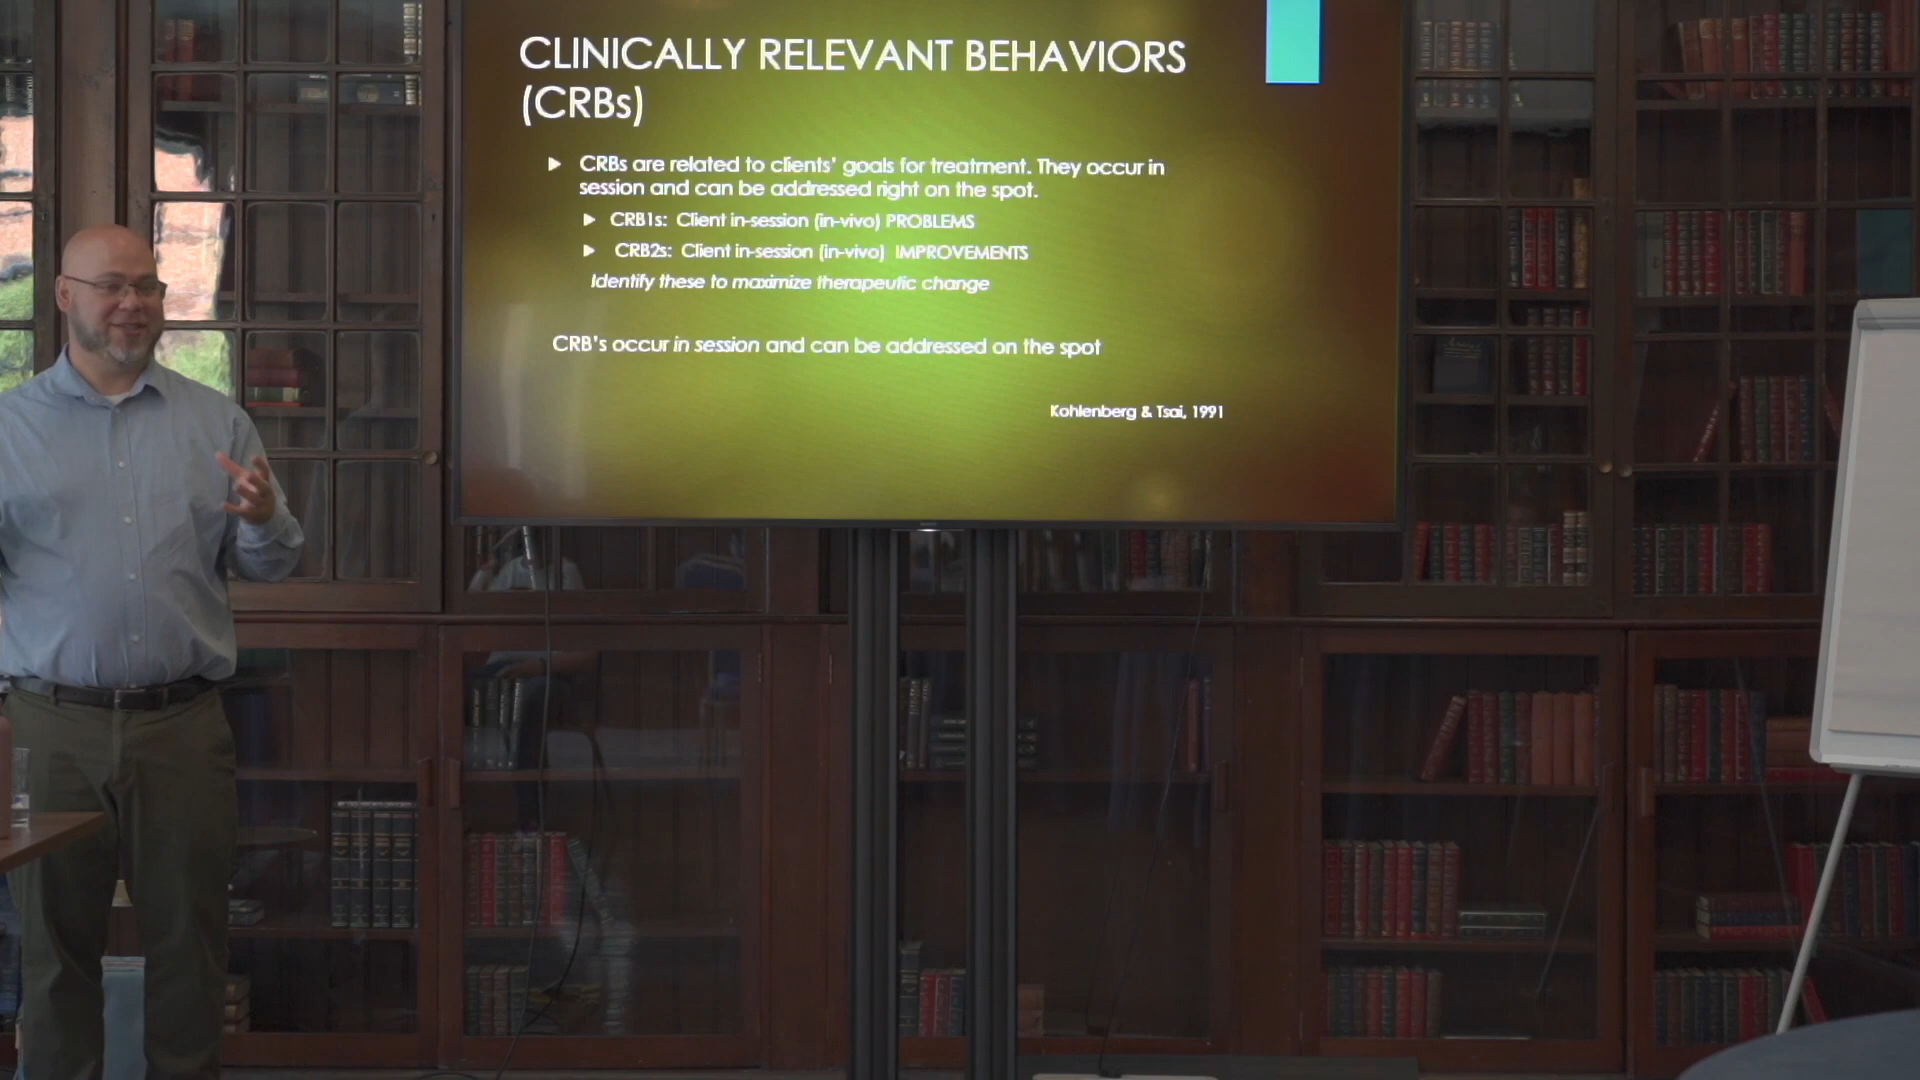 CLINICALLY RELEVANT BEHAVIORS
(CRBs)
CRBs are related to clients' goals for treatment. They occur in
session and can be addressed right on the spot.
CRB1s: Client in-session (in-vivo) PROBLEMS
CRB2s: Client in-session (in-vivo) IMPROVEMENTS
Identify these to maximize therapeutic change
CRB's occur in session and can be addressed on the spot
Kohlenberg & Tsai, 1991